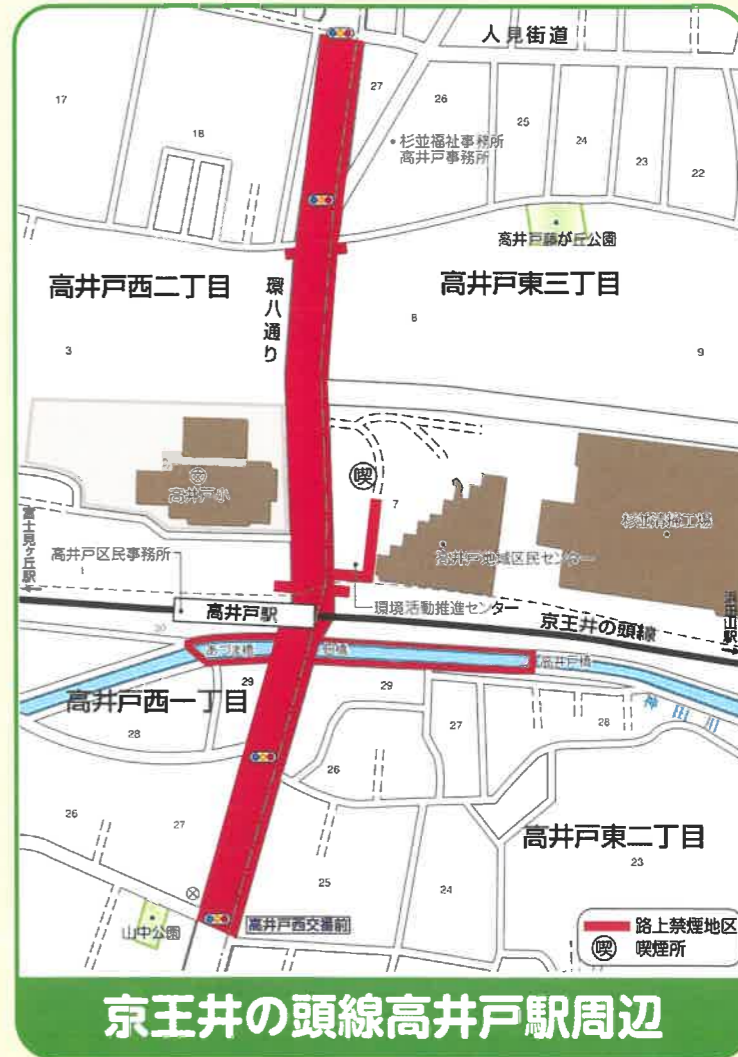 人見街道
17
18
27
26
25
24
23
22
杉並福祉事務所
高井戸事務所
高井戸藤が丘公園
高井戸西二丁目
環八通り
高井戸東三丁目
3
8
9
喫
7
高井戸小
高井戸地域区民センター
杉並清掃工場
富士見ヶ丘駅
高井戸区民事務所
1
環境活動推進センター
高井戸駅
京王井の頭線
浜田山駅
あづま橋
佃橋
高井戸橋
高井戸西一丁目
29
29
28
27
28
神田川
26
26
27
25
24
高井戸東二丁目
23
山中公園
高井戸西交番前
路上禁煙地区
喫 喫煙所
京王井の頭線高井戸駅周辺